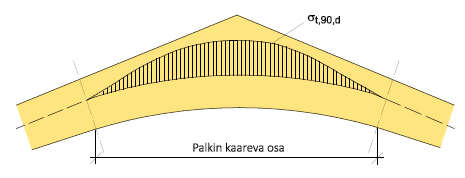 σt,90,d
Palkin kaareva osa